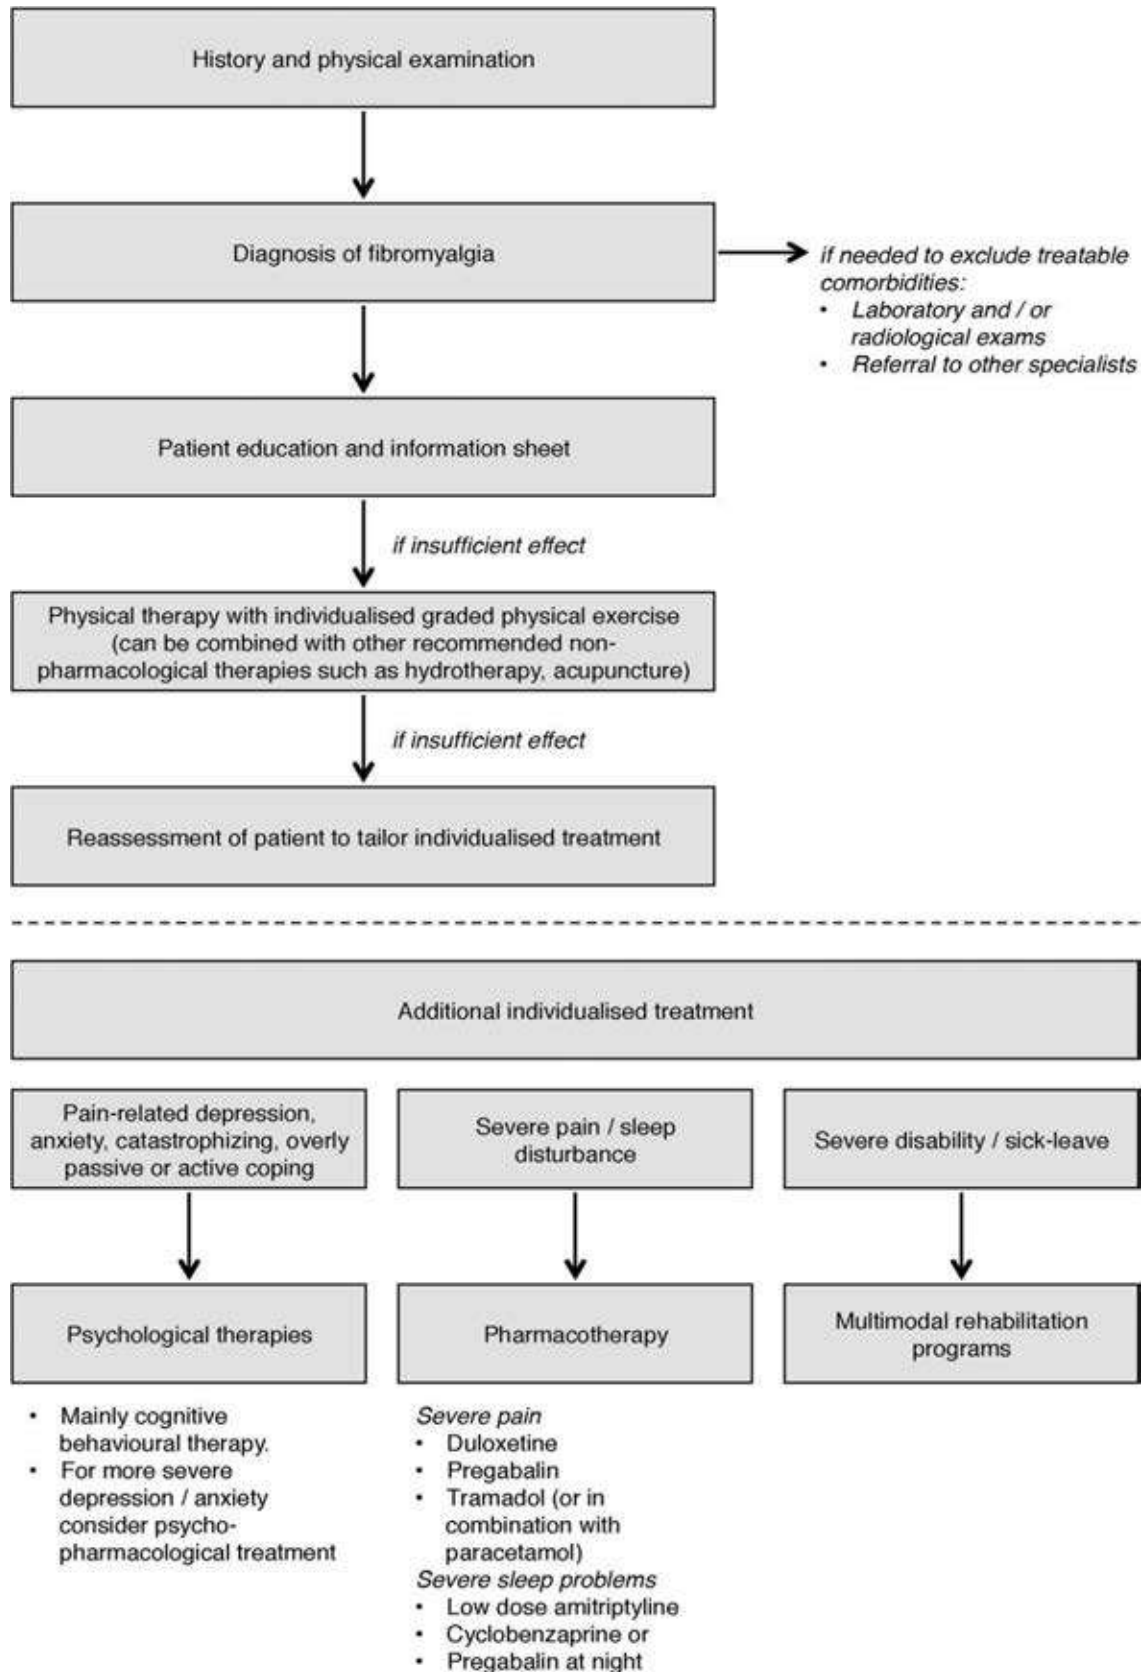 History and physical examination
Diagnosis of fibromyalgia
if needed to exclude treatable
comorbidities:
• Laboratory and / or
radiological exams
• Referral to other specialists
Patient education and information sheet
if insufficient effect
Physical therapy with individualised graded physical exercise
(can be combined with other recommended non-
pharmacological therapies such as hydrotherapy, acupuncture)
if insufficient effect
Reassessment of patient to tailor individualised treatment
Additional individualised treatment
Pain-related depression,
anxiety, catastrophizing, overly
passive or active coping
Severe pain / sleep
disturbance
Severe disability / sick-leave
Psychological therapies
Pharmacotherapy
Multimodal rehabilitation
programs
• Mainly cognitive
behavioural therapy.
• For more severe
depression / anxiety
consider psycho-
pharmacological treatment
Severe pain
• Duloxetine
• Pregabalin
• Tramadol (or in
combination with
paracetamol)
Severe sleep problems
• Low dose amitriptyline
• Cyclobenzaprine or
• Pregabalin at night